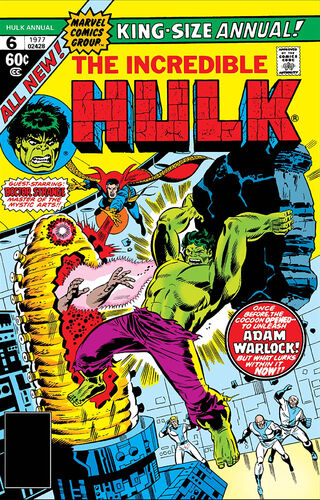 HULK ANNUAL
6
1977
02428
60¢
CC
MARVEL
COMICS
GROUP™
KING-SIZE ANNUAL!
ALL NEW!
APPROVED
BY THE
COMICS
CODE
AUTHORITY
THE INCREDIBLE
HULK®
GUEST-STARRING:
DOCTOR STRANGE
MASTER OF THE
MYSTIC ARTS!!
ONCE
BEFORE, THE
COCOON OPENED--
TO UNLEASH
ADAM
WARLOCK!
BUT WHAT LURKS
WITHIN IT
NOW?